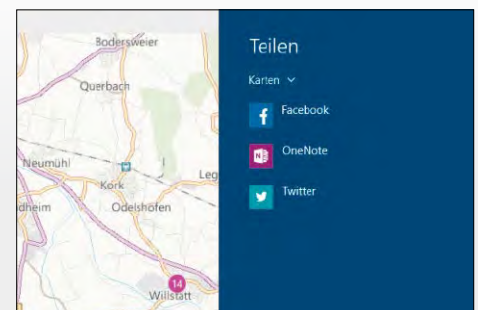 Bodersweier
Querbach
Neumühl
Kork
Leg
dheim
Odelshofen
14
Willstätt
Teilen
Karten
Facebook
OneNote
Twitter